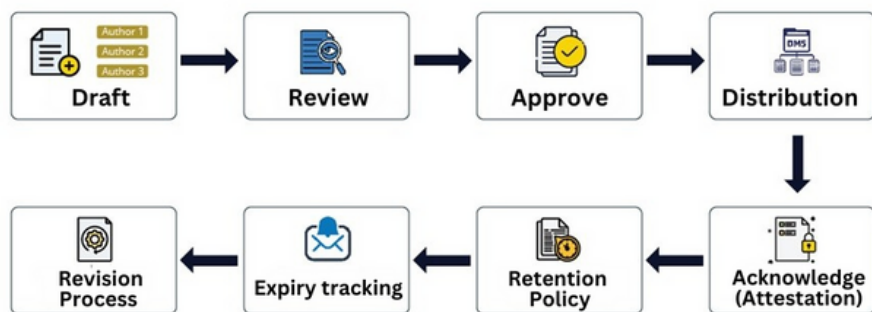 Author 1
Author 2
Author 3
Draft
Review
Approve
DMS
Distribution
Revision
Process
Expiry tracking
Retention
Policy
Acknowledge
(Attestation)